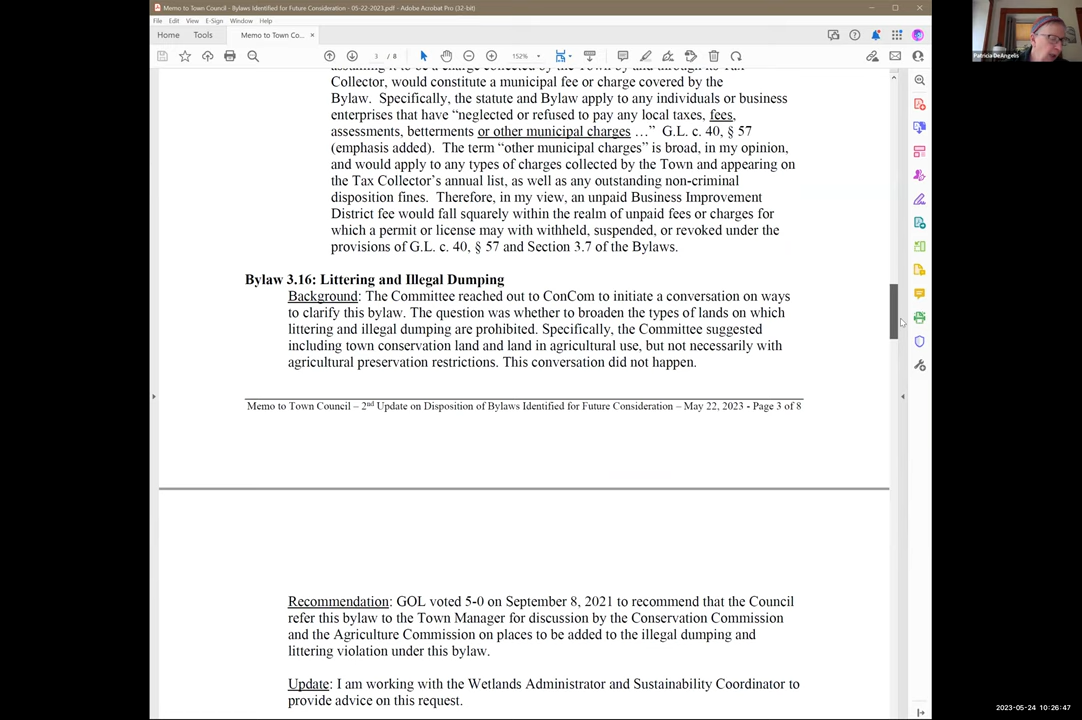 Memo to Town Council - Bylaws Identified for Future Consideration - 05-22-2023.pdf - Adobe Acrobat Pro (32-bit)
File Edit View E-Sign Window Help
Home Tools Memo to Town Co... ×
3 / 8 152%
Patricia DeAngelis
assuming it to be a charge collected by the Town by and through its Tax
Collector, would constitute a municipal fee or charge covered by the
Bylaw. Specifically, the statute and Bylaw apply to any individuals or business
enterprises that have “neglected or refused to pay any local taxes, fees,
assessments, betterments or other municipal charges …” G.L. c. 40, § 57
(emphasis added). The term “other municipal charges” is broad, in my opinion,
and would apply to any types of charges collected by the Town and appearing on
the Tax Collector’s annual list, as well as any outstanding non-criminal
disposition fines. Therefore, in my view, an unpaid Business Improvement
District fee would fall squarely within the realm of unpaid fees or charges for
which a permit or license may with withheld, suspended, or revoked under the
provisions of G.L. c. 40, § 57 and Section 3.7 of the Bylaws.
Bylaw 3.16: Littering and Illegal Dumping
Background: The Committee reached out to ConCom to initiate a conversation on ways
to clarify this bylaw. The question was whether to broaden the types of lands on which
littering and illegal dumping are prohibited. Specifically, the Committee suggested
including town conservation land and land in agricultural use, but not necessarily with
agricultural preservation restrictions. This conversation did not happen.
Memo to Town Council – 2nd Update on Disposition of Bylaws Identified for Future Consideration – May 22, 2023 - Page 3 of 8
Recommendation: GOL voted 5-0 on September 8, 2021 to recommend that the Council
refer this bylaw to the Town Manager for discussion by the Conservation Commission
and the Agriculture Commission on places to be added to the illegal dumping and
littering violation under this bylaw.
Update: I am working with the Wetlands Administrator and Sustainability Coordinator to
provide advice on this request.
2023-05-24 10:26:47